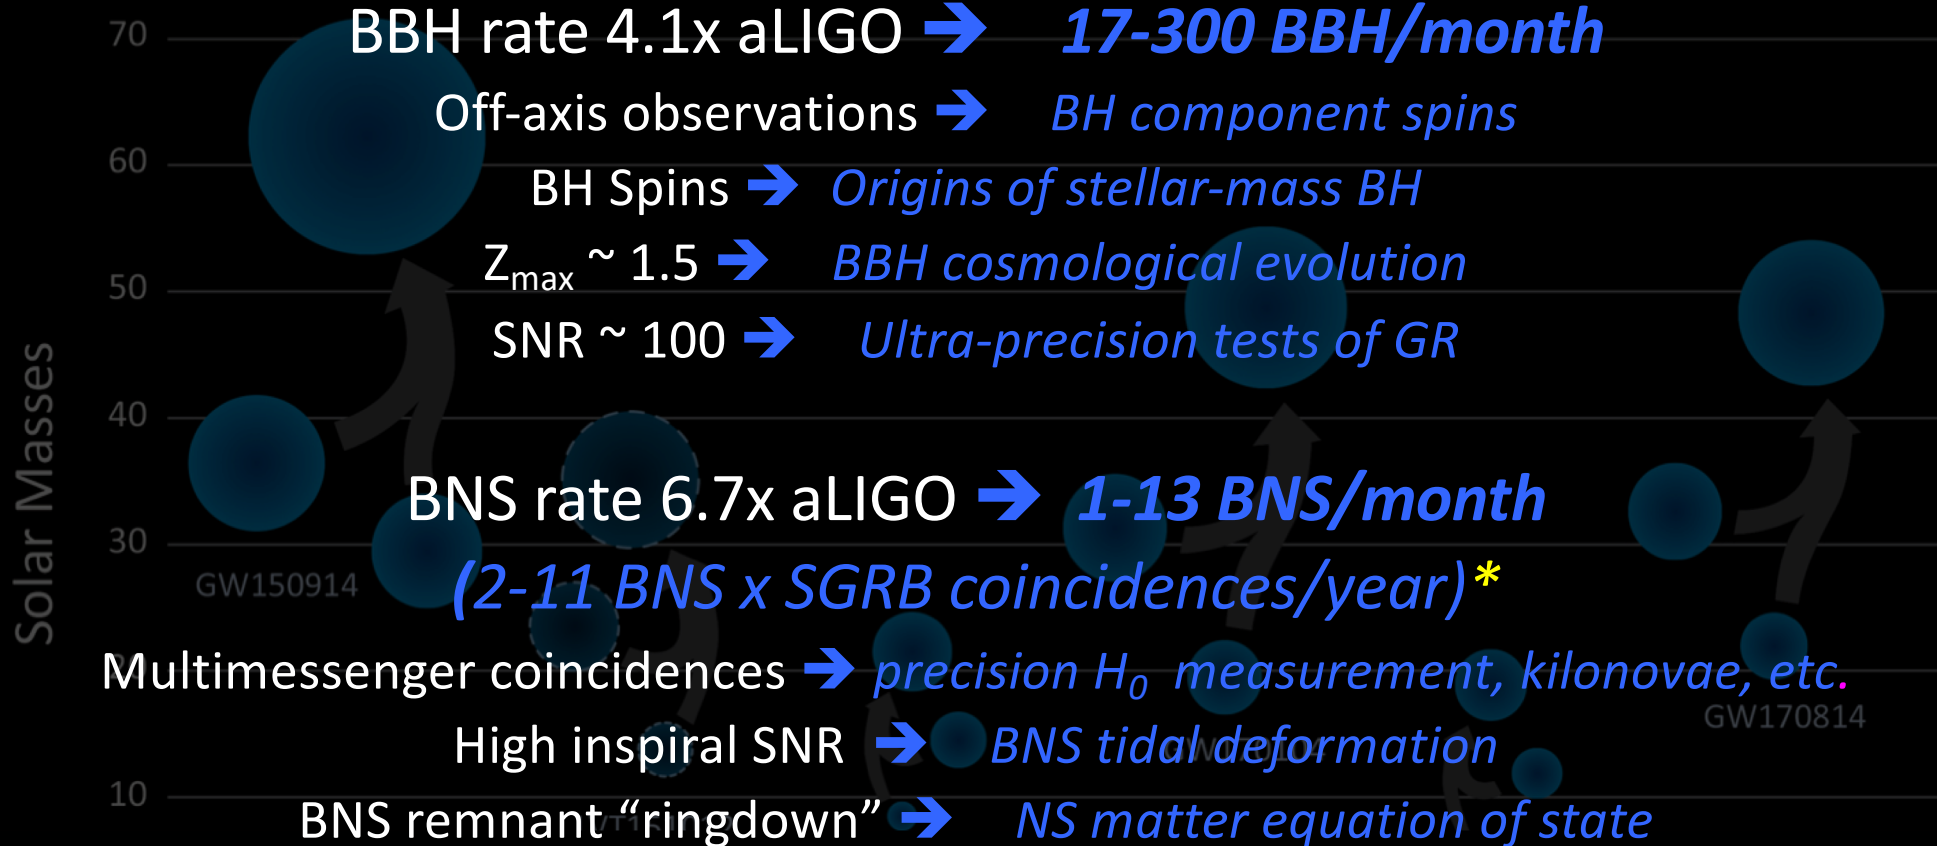 70
BBH rate 4.1x aLIGO ➔ 17-300 BBH/month
Off-axis observations ➔ BH component spins
60
BH Spins ➔ Origins of stellar-mass BH
Zmax ~ 1.5 ➔ BBH cosmological evolution
50
SNR ~ 100 ➔ Ultra-precision tests of GR
Solar Masses
40
BNS rate 6.7x aLIGO ➔ 1-13 BNS/month
30
GW150914
(2-11 BNS x SGRB coincidences/year)*
20
Multimessenger coincidences ➔ precision H0 measurement, kilonovae, etc.
GW170814
High inspiral SNR ➔ BNS tidal deformation
GW170104
10
BNS remnant “ringdown” ➔ NS matter equation of state